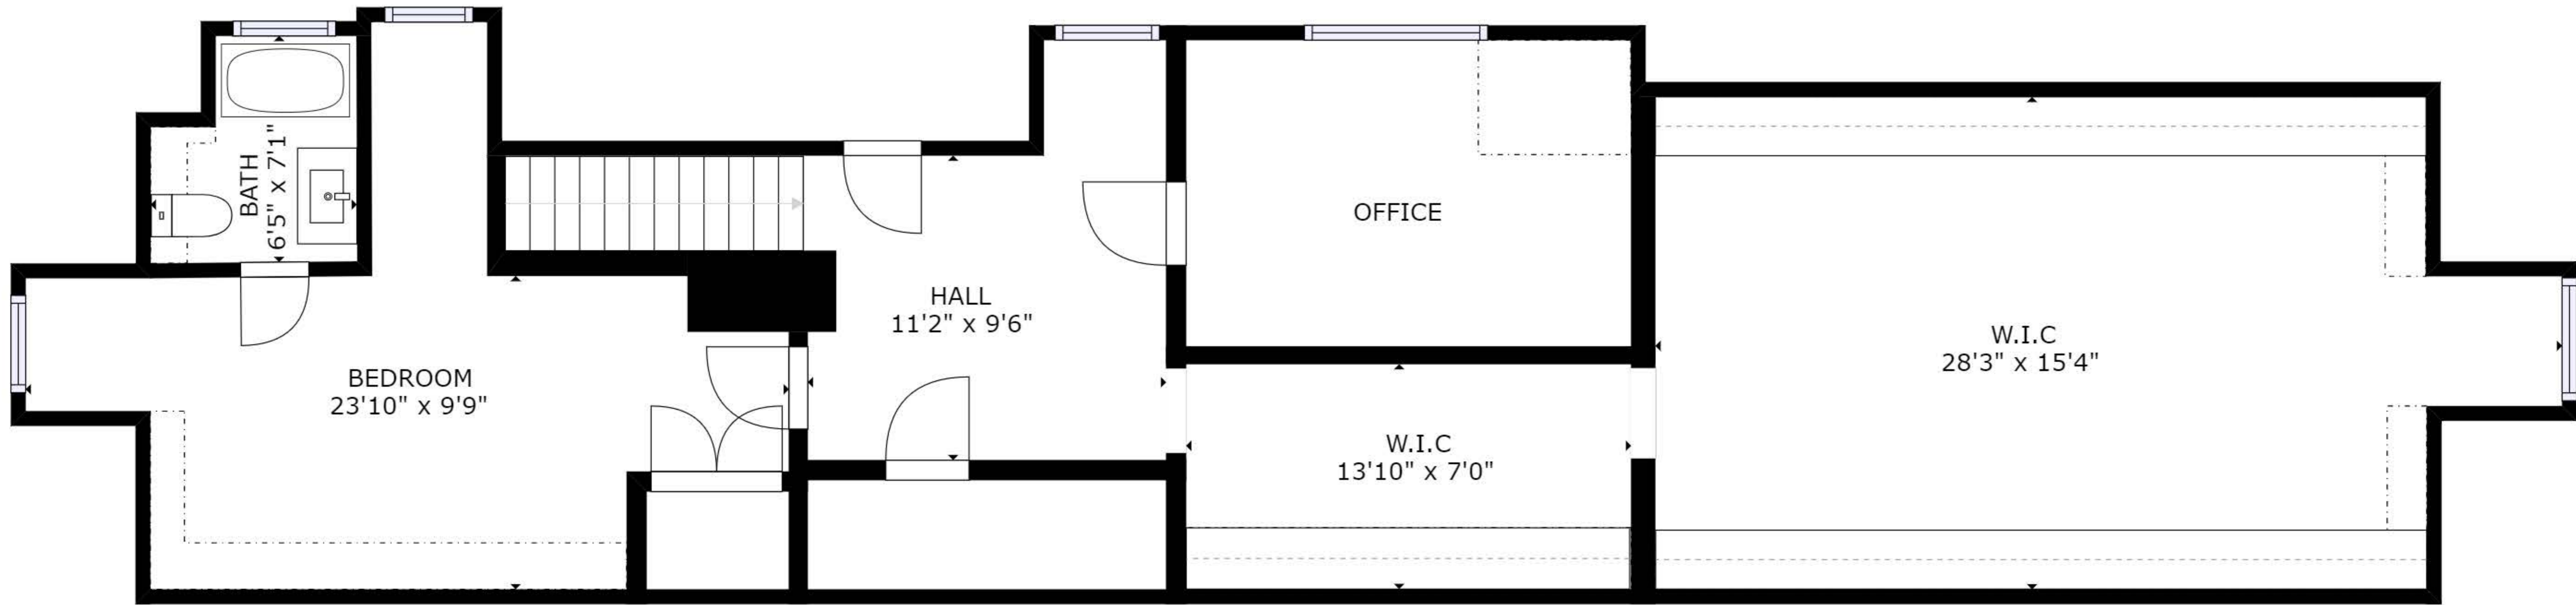 BATH
6'5" x 7'1"
BEDROOM
23'10" x 9'9"
HALL
11'2" x 9'6"
OFFICE
W.I.C
13'10" x 7'0"
W.I.C
28'3" x 15'4"